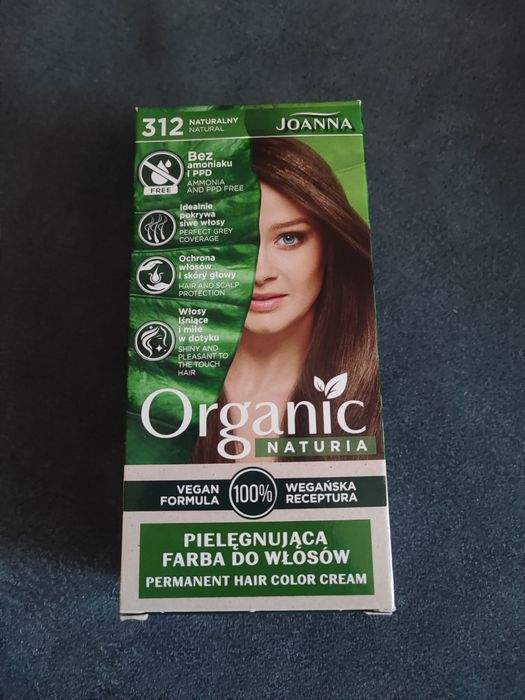 312 NATURALNY
NATURAL
JOANNA
FREE
Bez
amoniaku
i PPD
AMMONIA
AND PPD FREE
Idealnie
pokrywa
siwe włosy
PERFECT GREY
COVERAGE
Ochrona
włosów
i skóry głowy
HAIR AND SCALP
PROTECTION
Włosy
lśniące
i miłe
w dotyku
SHINY AND
PLEASANT TO
THE TOUCH
HAIR
Organic
NATURIA
VEGAN
FORMULA
100%
WEGAŃSKA
RECEPTURA
PIELĘGNUJĄCA
FARBA DO WŁOSÓW
PERMANENT HAIR COLOR CREAM